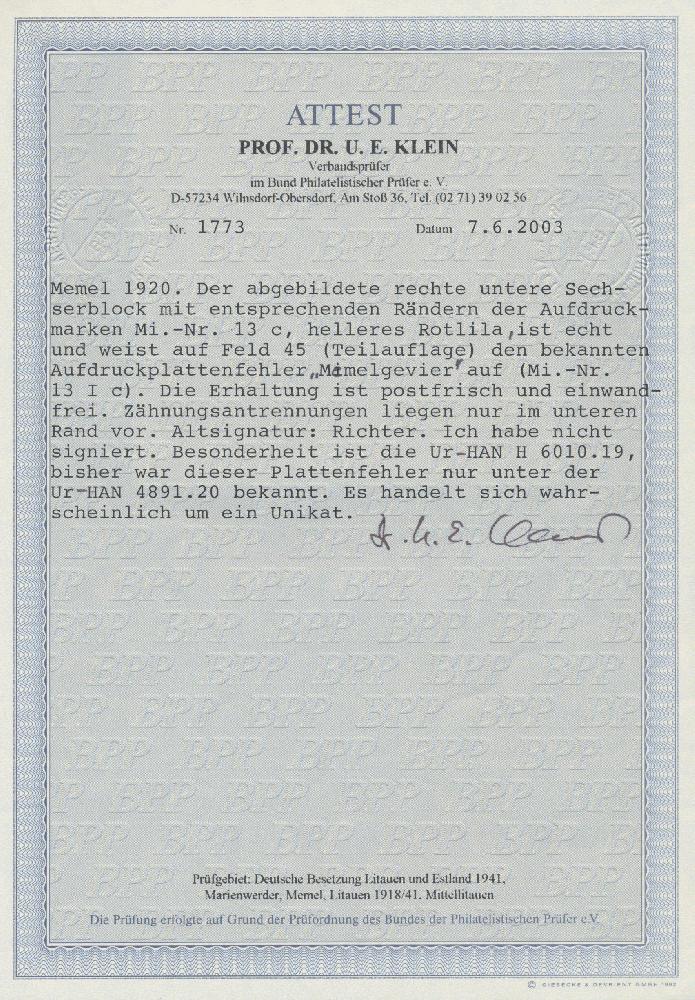 ATTEST
PROF. DR. U. E. KLEIN
Verbandsprüfer
im Bund Philatelistischer Prüfer e. V.
D-57234 Wilnsdorf-Obersdorf, Am Stoß 36, Tel. (02 71) 39 02 56
Nr. 1773 Datum 7.6.2003
Memel 1920. Der abgebildete rechte untere Sech-
serblock mit entsprechenden Rändern der Aufdruck-
marken Mi.-Nr. 13 c, helleres Rotlila, ist echt
und weist auf Feld 45 (Teilauflage) den bekannten
Aufdruckplattenfehler „Mimelgevier" auf (Mi.-Nr.
13 I c). Die Erhaltung ist postfrisch und einwand-
frei. Zähnungsantrennungen liegen nur im unteren
Rand vor. Altsignatur: Richter. Ich habe nicht
signiert. Besonderheit ist die Ur-HAN H 6010.19,
bisher war dieser Plattenfehler nur unter der
Ur-HAN 4891.20 bekannt. Es handelt sich wahr-
scheinlich um ein Unikat.
Dr. U. E. Klein
Prüfgebiet: Deutsche Besetzung Litauen und Estland 1941,
Marienwerder, Memel, Litauen 1918/41, Mittellitauen
Die Prüfung erfolgte auf Grund der Prüfordnung des Bundes der Philatelistischen Prüfer e.V.
© GIESECKE & DEVRIENT GMBH 1992